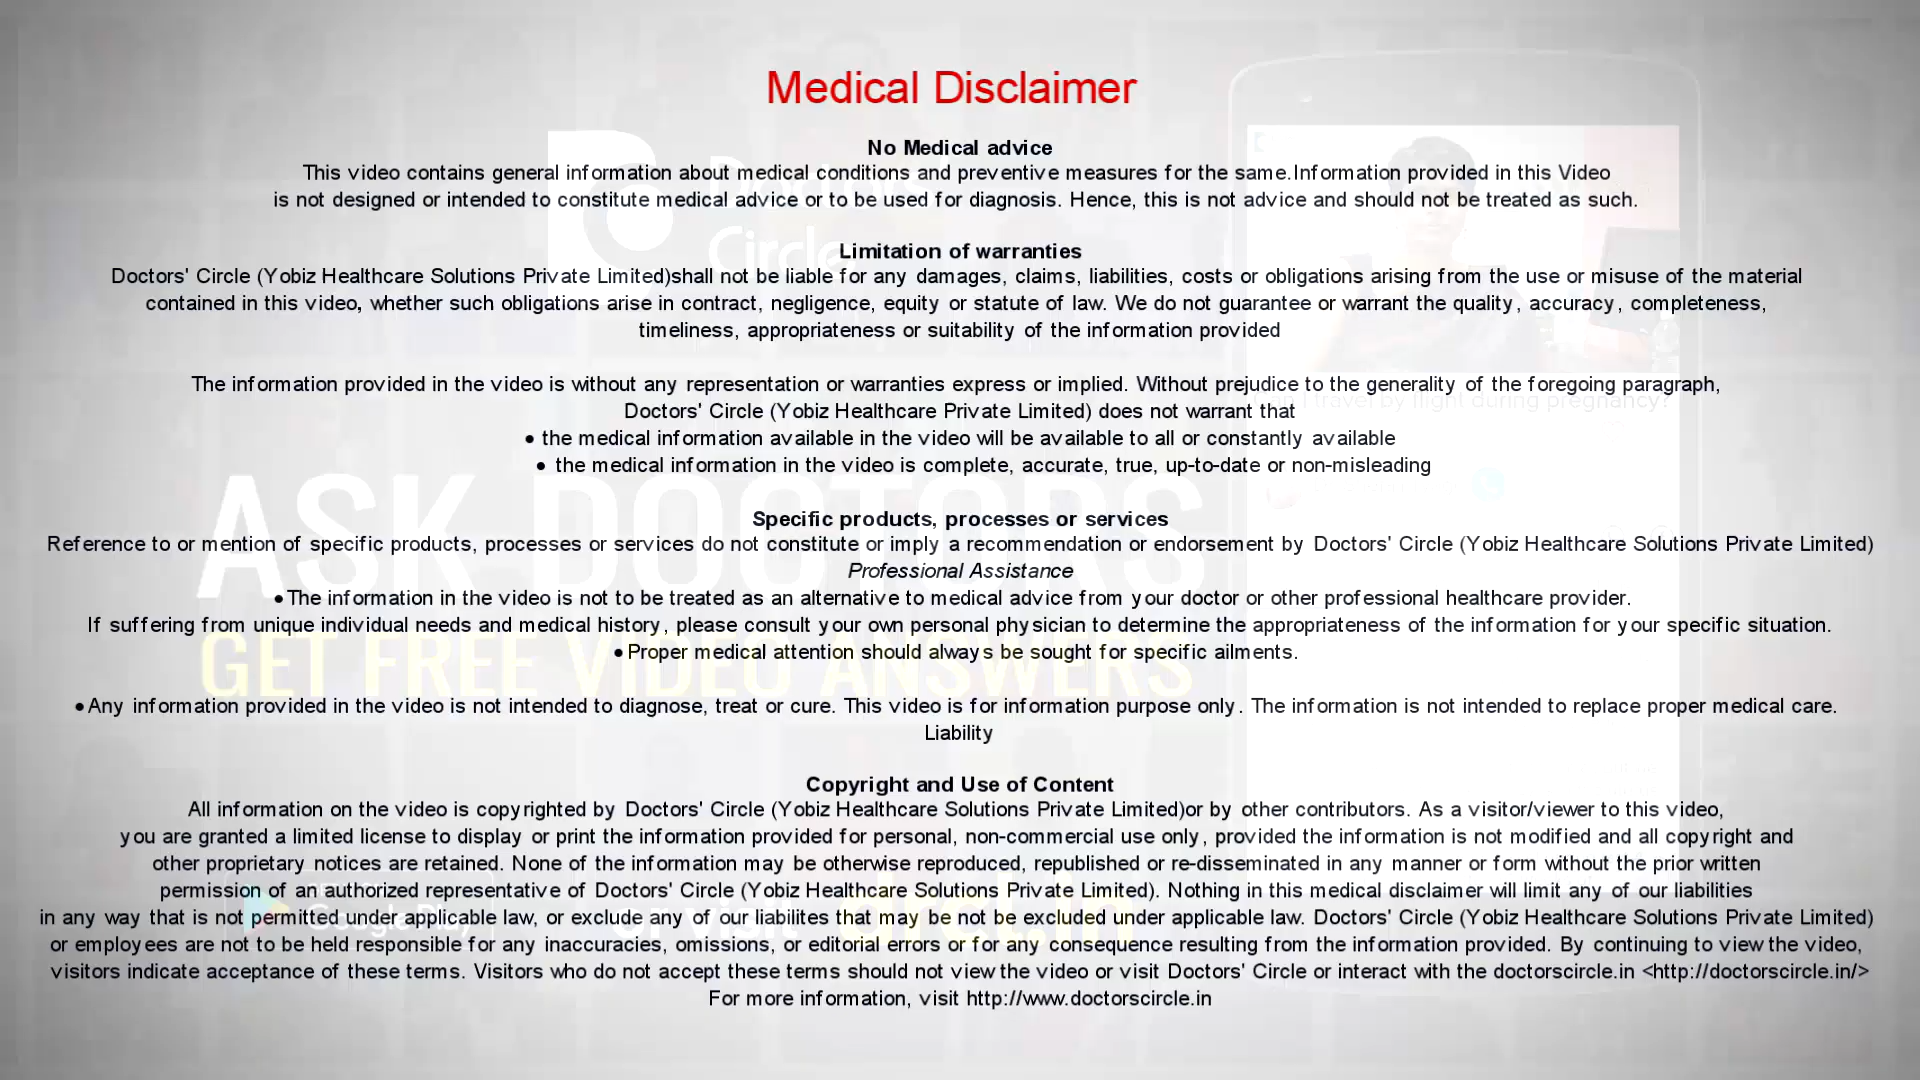 Medical Disclaimer
No Medical advice
This video contains general information about medical conditions and preventive measures for the same.Information provided in this Video
is not designed or intended to constitute medical advice or to be used for diagnosis. Hence, this is not advice and should not be treated as such.
Doctors'
Circle
Limitation of warranties
Doctors' Circle (Yobiz Healthcare Solutions Private Limited)shall not be liable for any damages, claims, liabilities, costs or obligations arising from the use or misuse of the material
contained in this video, whether such obligations arise in contract, negligence, equity or statute of law. We do not guarantee or warrant the quality, accuracy, completeness,
timeliness, appropriateness or suitability of the information provided
The information provided in the video is without any representation or warranties express or implied. Without prejudice to the generality of the foregoing paragraph,
Can I travel by flight during pregnancy?
Doctors' Circle (Yobiz Healthcare Private Limited) does not warrant that
• the medical information available in the video will be available to all or constantly available
• the medical information in the video is complete, accurate, true, up-to-date or non-misleading
ASK DOCTORS
Specific products, processes or services
Reference to or mention of specific products, processes or services do not constitute or imply a recommendation or endorsement by Doctors' Circle (Yobiz Healthcare Solutions Private Limited)
Professional Assistance
•The information in the video is not to be treated as an alternative to medical advice from your doctor or other professional healthcare provider.
If suffering from unique individual needs and medical history, please consult your own personal physician to determine the appropriateness of the information for your specific situation.
GET FREE VIDEO ANSWERS
•Proper medical attention should always be sought for specific ailments.
•Any information provided in the video is not intended to diagnose, treat or cure. This video is for information purpose only. The information is not intended to replace proper medical care.
Liability
Copyright and Use of Content
All information on the video is copyrighted by Doctors' Circle (Yobiz Healthcare Solutions Private Limited)or by other contributors. As a visitor/viewer to this video,
you are granted a limited license to display or print the information provided for personal, non-commercial use only, provided the information is not modified and all copyright and
other proprietary notices are retained. None of the information may be otherwise reproduced, republished or re-disseminated in any manner or form without the prior written
permission of an authorized representative of Doctors' Circle (Yobiz Healthcare Solutions Private Limited). Nothing in this medical disclaimer will limit any of our liabilities
Google Play
or visit drcl.in
in any way that is not permitted under applicable law, or exclude any of our liabilites that may be not be excluded under applicable law. Doctors' Circle (Yobiz Healthcare Solutions Private Limited)
or employees are not to be held responsible for any inaccuracies, omissions, or editorial errors or for any consequence resulting from the information provided. By continuing to view the video,
visitors indicate acceptance of these terms. Visitors who do not accept these terms should not view the video or visit Doctors' Circle or interact with the doctorscircle.in <http://doctorscircle.in/>
For more information, visit http://www.doctorscircle.in